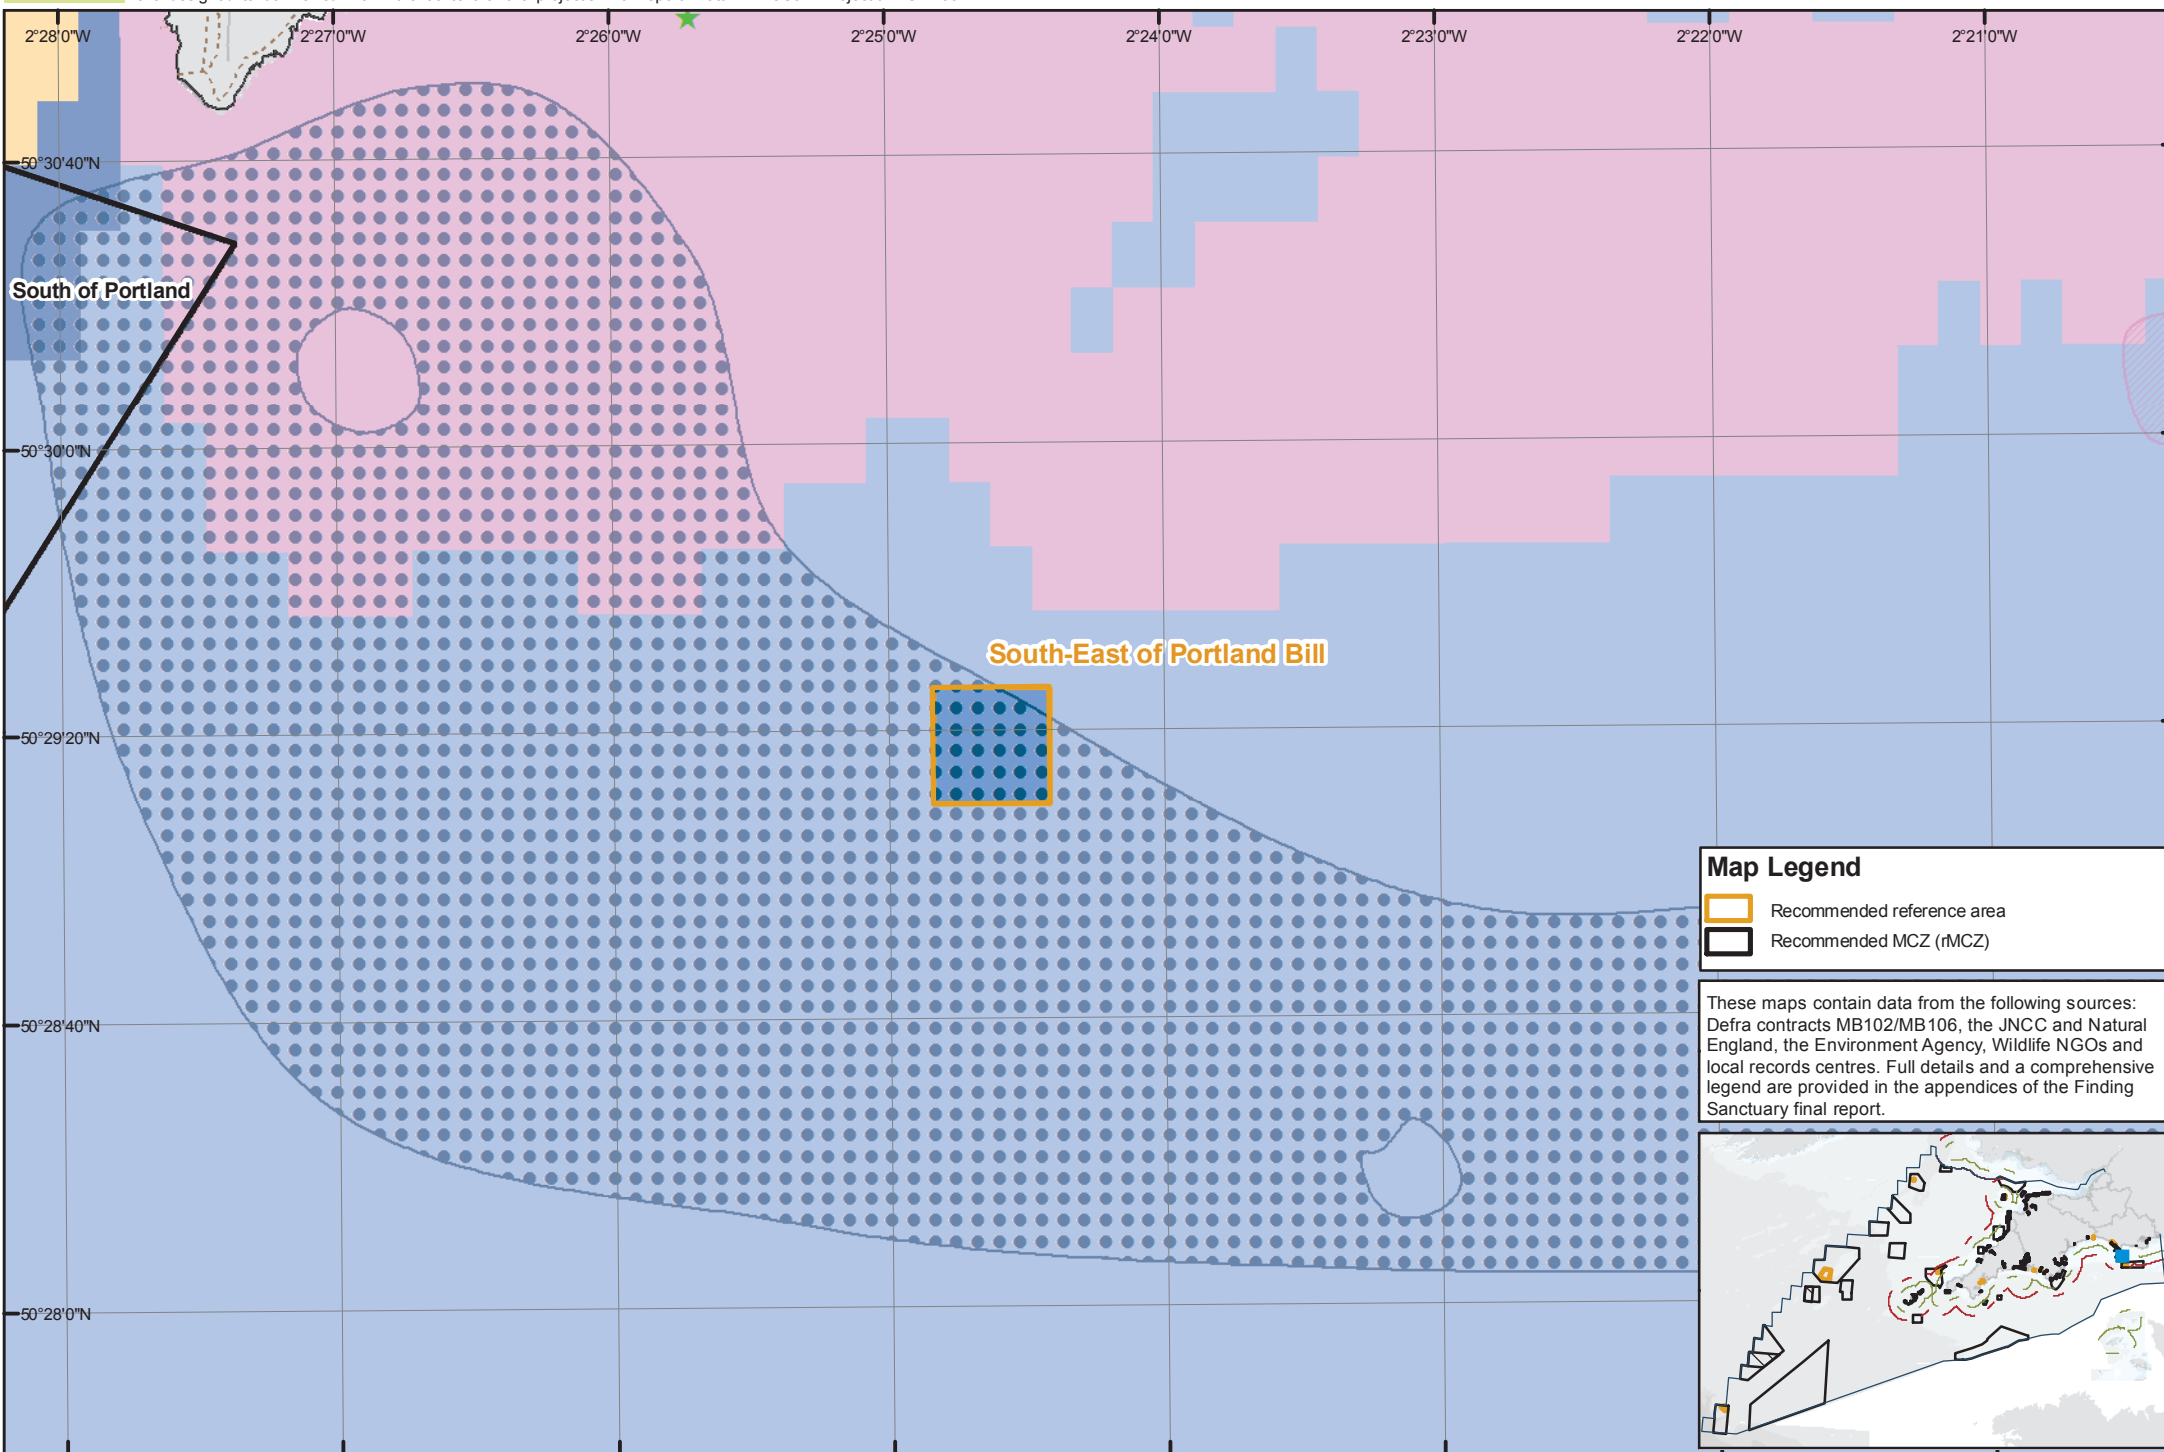 2°28'0"W
2°27'0"W
2°26'0"W
2°25'0"W
2°24'0"W
2°23'0"W
2°22'0"W
2°21'0"W
50°30'40"N
South of Portland
50°30'0"N
South-East of Portland Bill
50°29'20"N
50°28'40"N
50°28'0"N
Map Legend
Recommended reference area
Recommended MCZ (rMCZ)
These maps contain data from the following sources:
Defra contracts MB102/MB106, the JNCC and Natural
England, the Environment Agency, Wildlife NGOs and
local records centres. Full details and a comprehensive
legend are provided in the appendices of the Finding
Sanctuary final report.